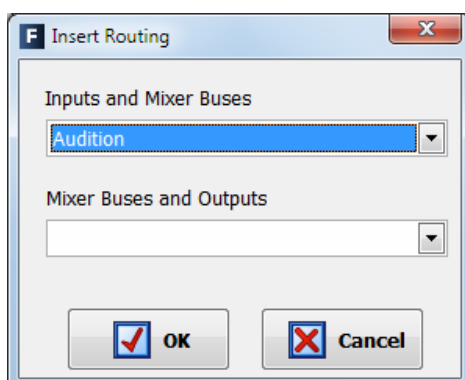 F Insert Routing
Inputs and Mixer Buses
Audition
Mixer Buses and Outputs
OK
Cancel